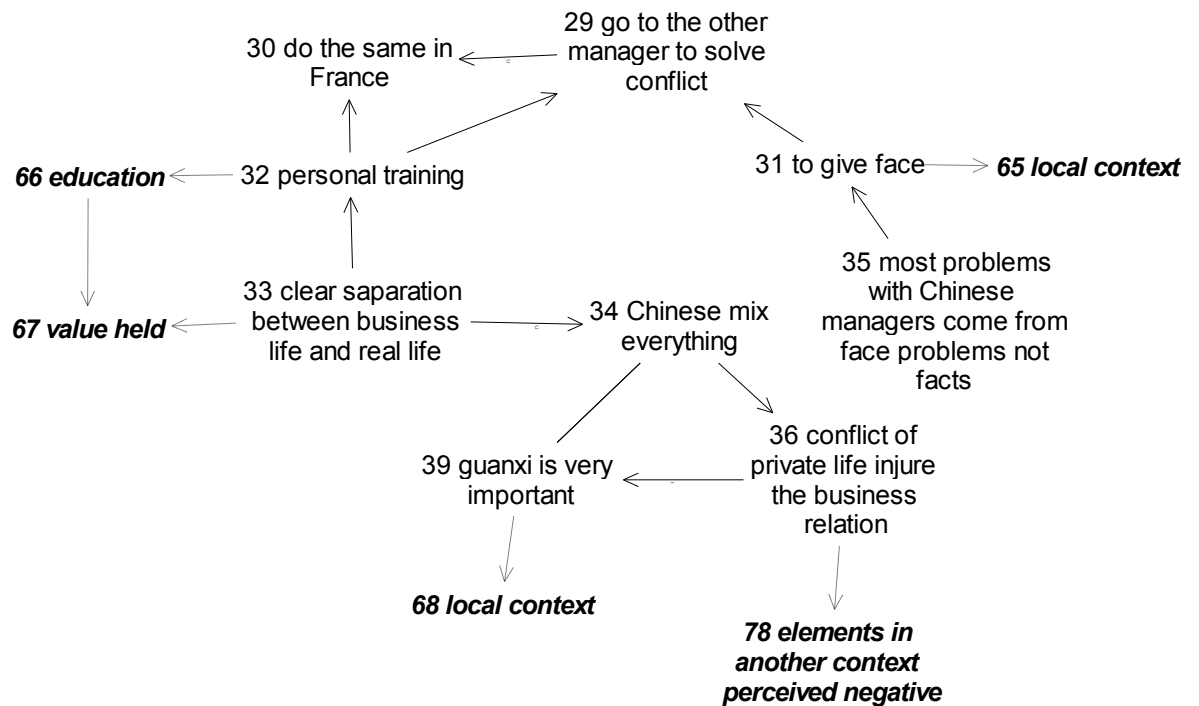 29 go to the other
manager to solve
conflict
30 do the same in
France
c
31 to give face
65 local context
66 education
32 personal training
35 most problems
with Chinese
managers come from
face problems not
facts
33 clear saparation
between business
life and real life
67 value held
c
34 Chinese mix
everything
36 conflict of
private life injure
the business
relation
39 guanxi is very
important
-
68 local context
78 elements in
another context
perceived negative